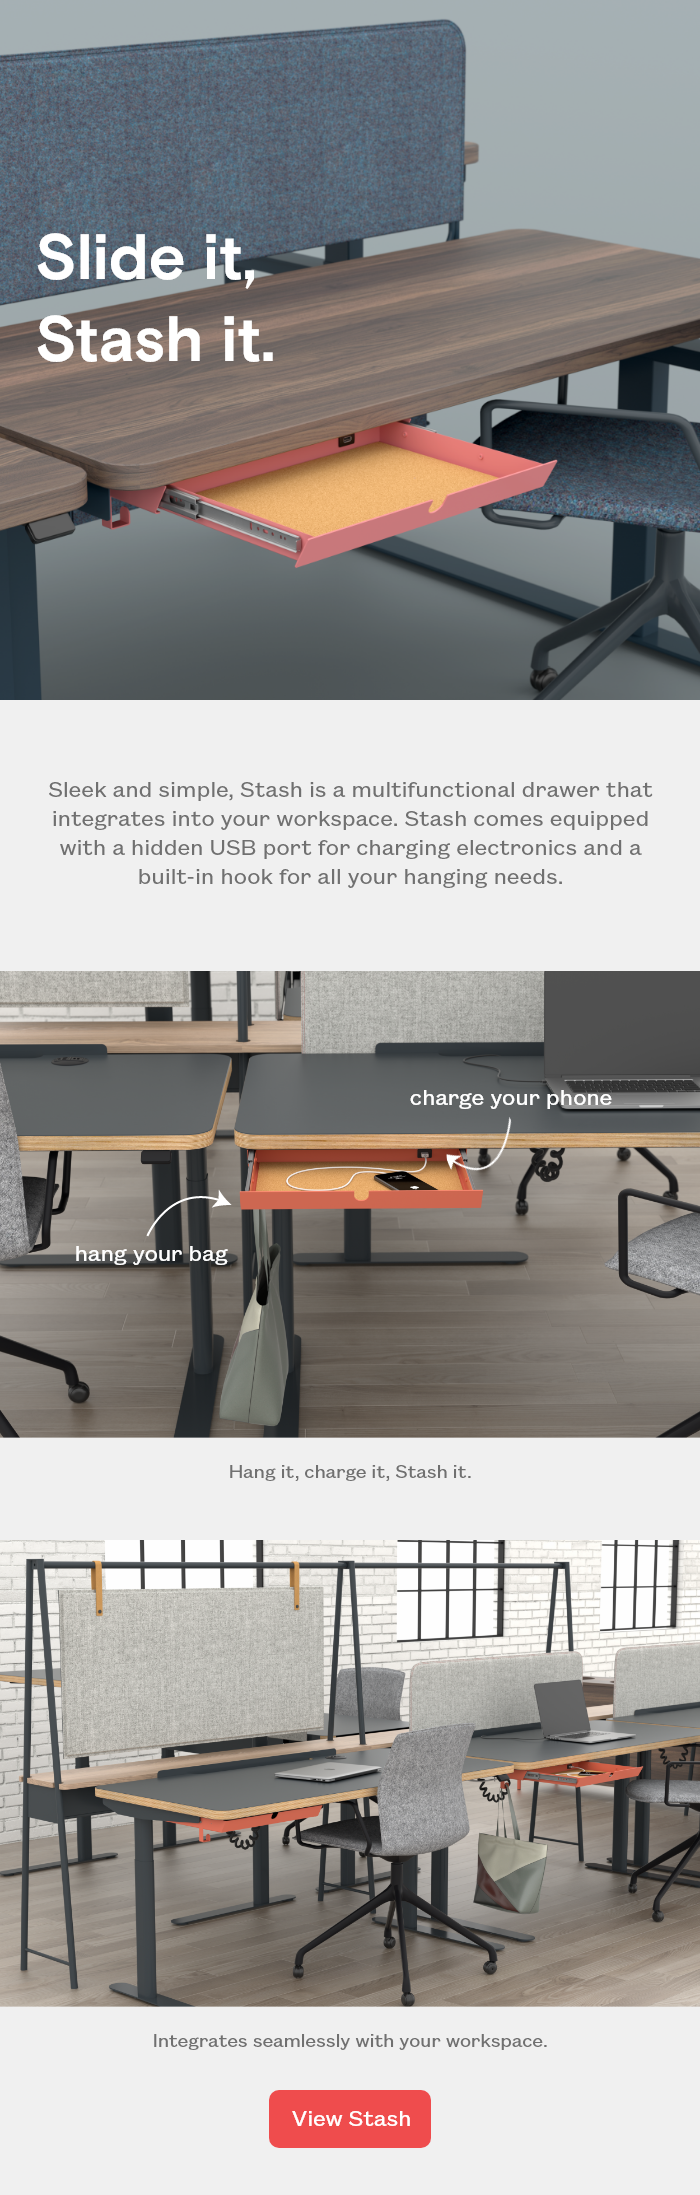 Slide it,
Stash it.
Sleek and simple, Stash is a multifunctional drawer that
integrates into your workspace. Stash comes equipped
with a hidden USB port for charging electronics and a
built-in hook for all your hanging needs.
charge your phone
hang your bag
Hang it, charge it, Stash it.
Integrates seamlessly with your workspace.
View Stash